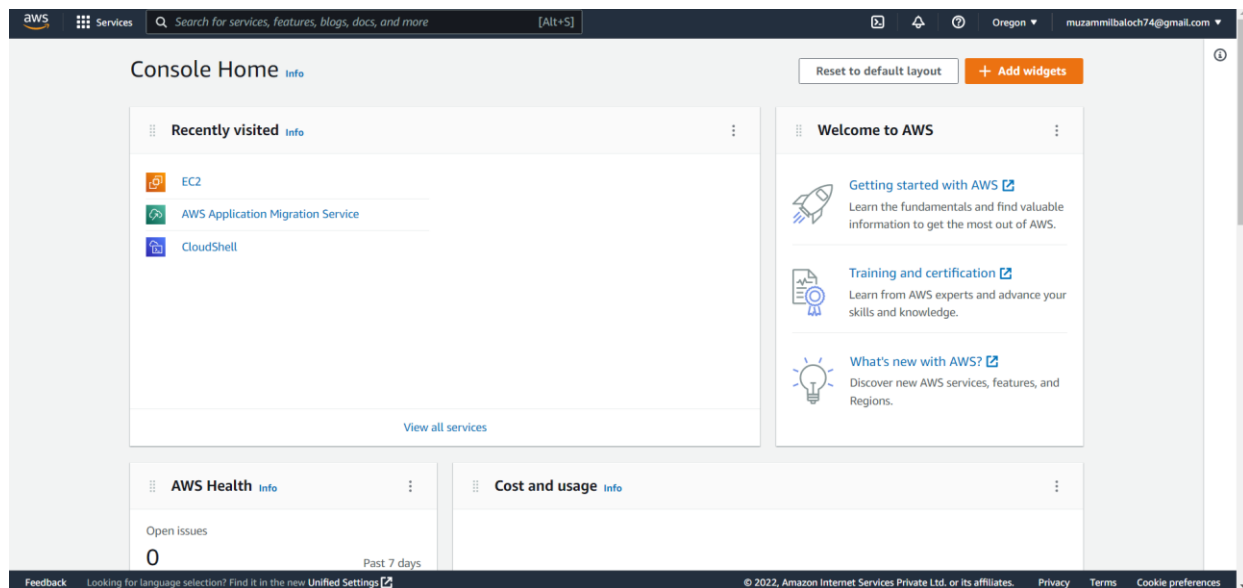 aws Services Search for services, features, blogs, docs, and more [Alt+S] Oregon ▼ muzammilbaloch74@gmail.com ▼
Console Home Info
Reset to default layout
+ Add widgets
Recently visited Info
EC2
AWS Application Migration Service
CloudShell
View all services
Welcome to AWS
Getting started with AWS
Learn the fundamentals and find valuable
information to get the most out of AWS.
Training and certification
Learn from AWS experts and advance your
skills and knowledge.
What's new with AWS?
Discover new AWS services, features, and
Regions.
AWS Health Info
Open issues
0 Past 7 days
Cost and usage Info
Feedback Looking for language selection? Find it in the new Unified Settings © 2022, Amazon Internet Services Private Ltd. or its affiliates. Privacy Terms Cookie preferences